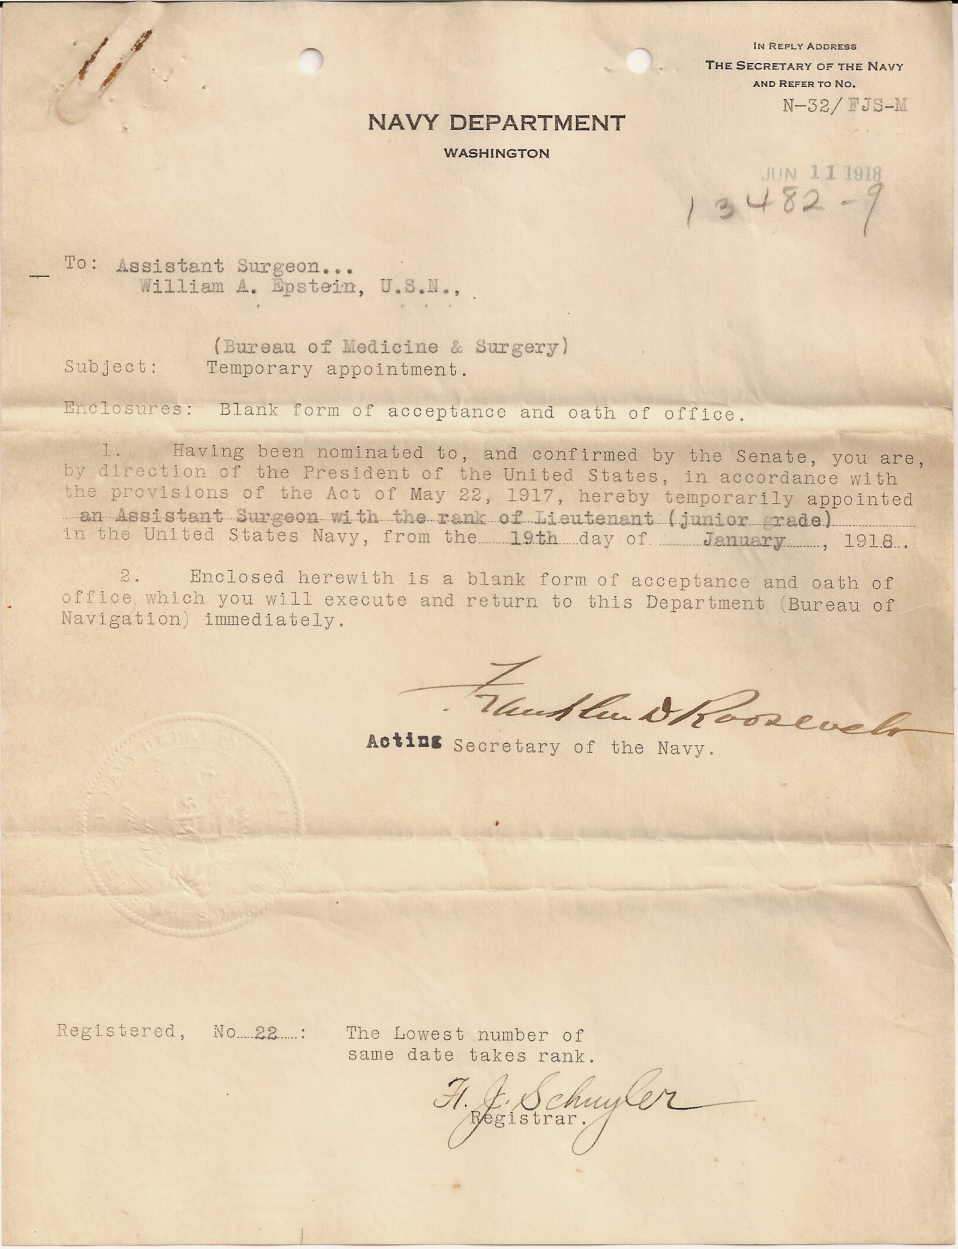 IN REPLY ADDRESS
THE SECRETARY OF THE NAVY
AND REFER TO NO.
N-32/FJS-M
NAVY DEPARTMENT
WASHINGTON
JUN 11 1918
13482-9
To: Assistant Surgeon...
William A. Epstein, U.S.N.,
(Bureau of Medicine & Surgery)
Subject: Temporary appointment.
Enclosures: Blank form of acceptance and oath of office.
1. Having been nominated to, and confirmed by the Senate, you are,
by direction of the President of the United States, in accordance with
the provisions of the Act of May 22, 1917, hereby temporarily appointed
an Assistant Surgeon with the rank of Lieutenant (junior grade)
in the United States Navy, from the 19th day of January, 1918.
2. Enclosed herewith is a blank form of acceptance and oath of
office which you will execute and return to this Department (Bureau of
Navigation) immediately.
Franklin D Roosevelt
Acting Secretary of the Navy.
Registered, No. 22 : The Lowest number of
same date takes rank.
F. J. Schuyler
Registrar.